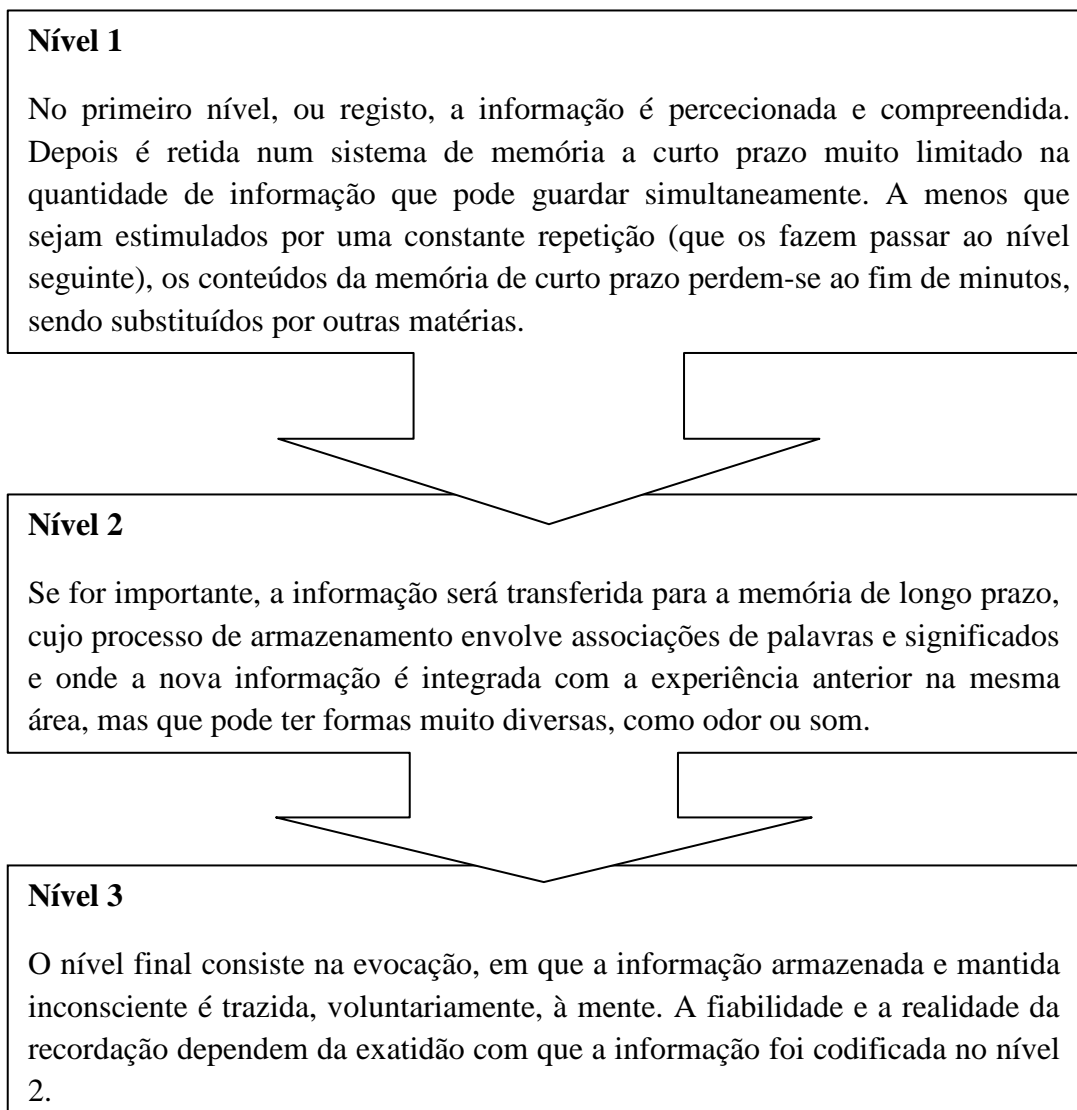 Nível 1
No primeiro nível, ou registo, a informação é percecionada e compreendida.
Depois é retida num sistema de memória a curto prazo muito limitado na
quantidade de informação que pode guardar simultaneamente. A menos que
sejam estimulados por uma constante repetição (que os fazem passar ao nível
seguinte), os conteúdos da memória de curto prazo perdem-se ao fim de minutos,
sendo substituídos por outras matérias.
Nível 2
Se for importante, a informação será transferida para a memória de longo prazo,
cujo processo de armazenamento envolve associações de palavras e significados
e onde a nova informação é integrada com a experiência anterior na mesma
área, mas que pode ter formas muito diversas, como odor ou som.
Nível 3
O nível final consiste na evocação, em que a informação armazenada e mantida
inconsciente é trazida, voluntariamente, à mente. A fiabilidade e a realidade da
recordação dependem da exatidão com que a informação foi codificada no nível
2.